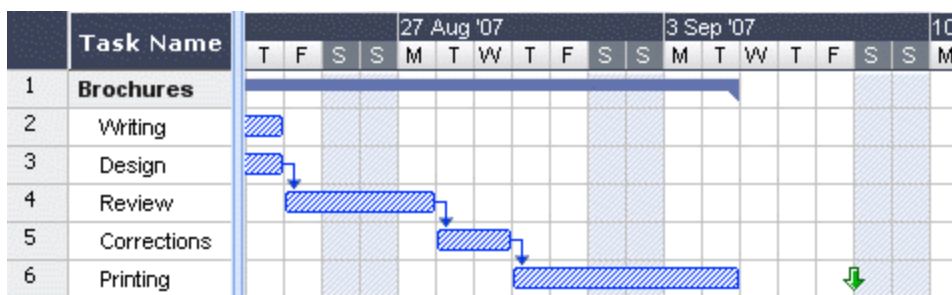 27 Aug '07 3 Sep '07 10
Task Name
T F S S M T W T F S S M T W T F S S M
1 Brochures
2 Writing
3 Design
4 Review
5 Corrections
6 Printing